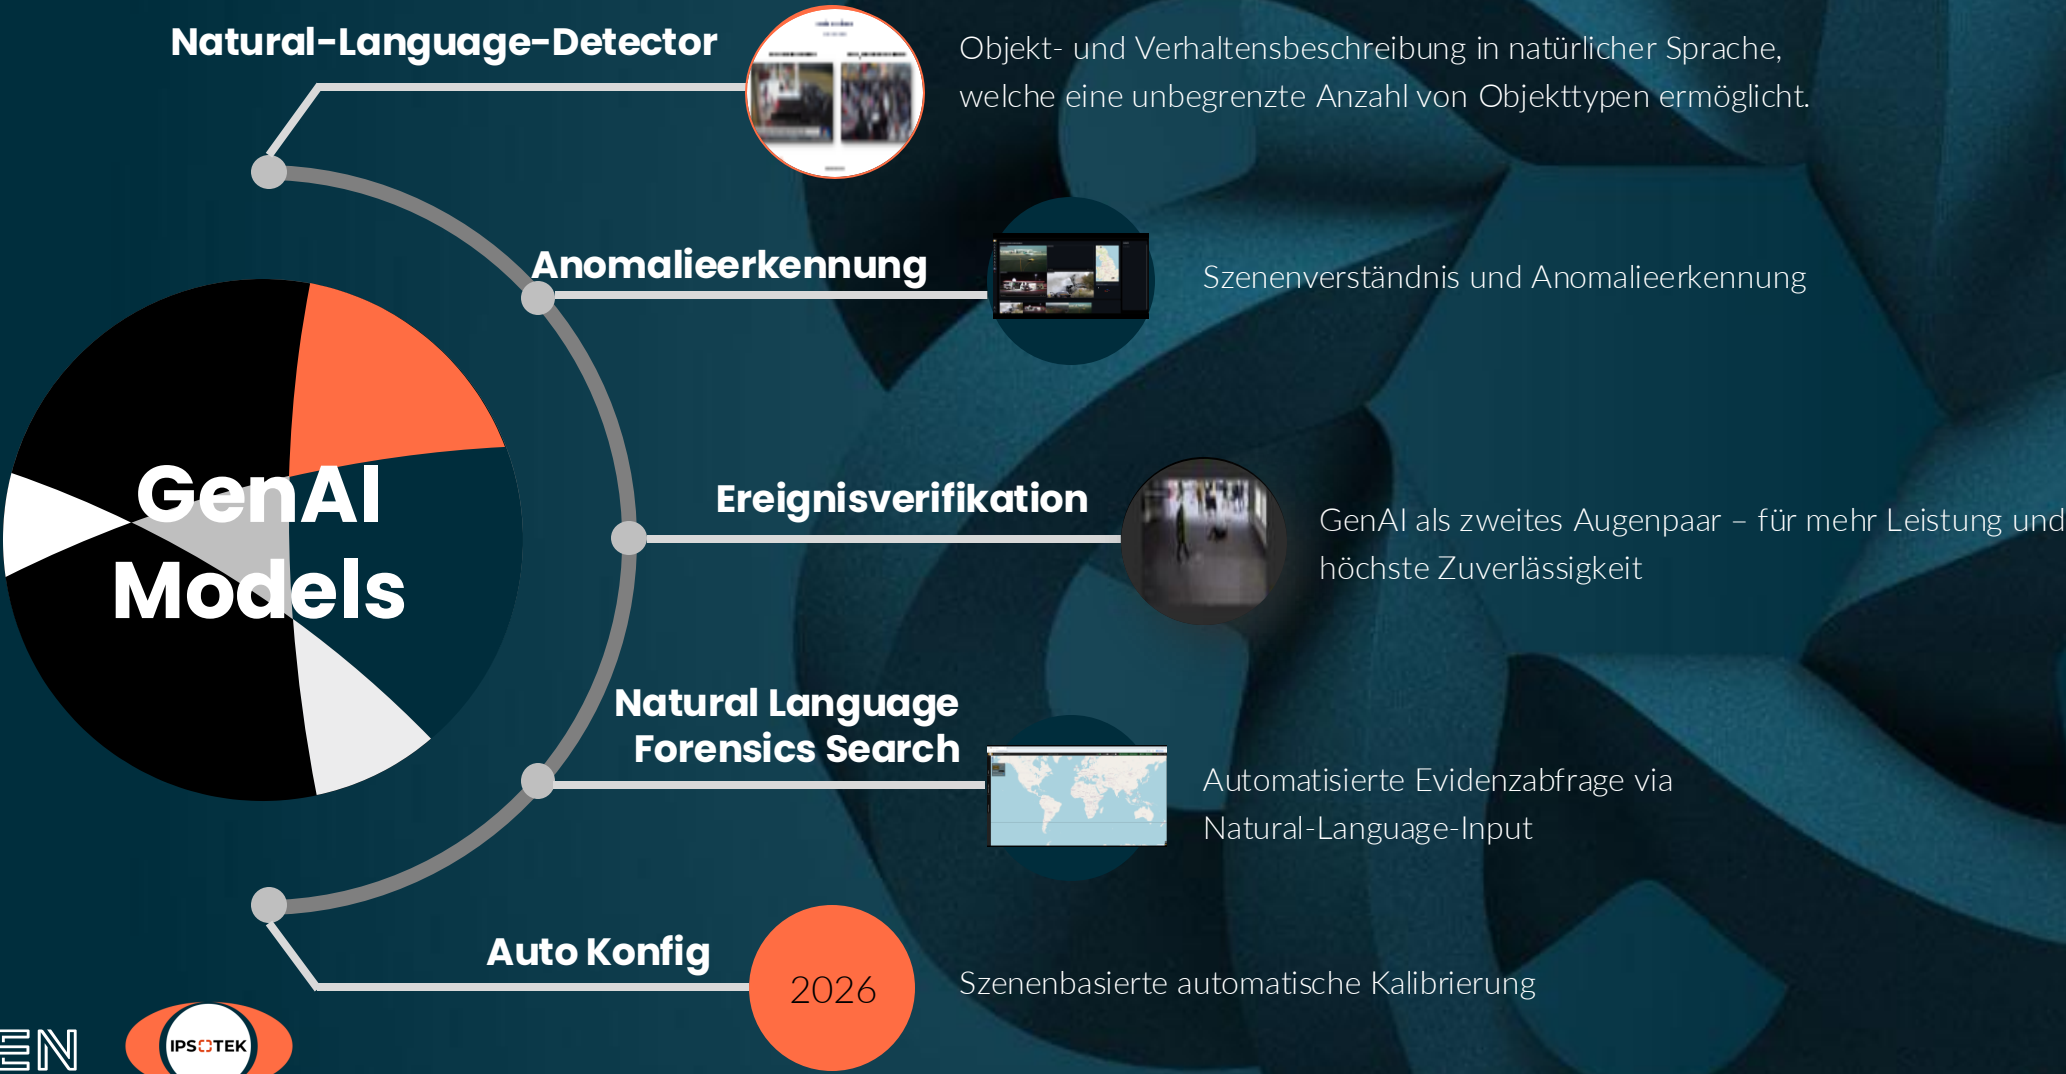 Natural-Language-Detector
Objekt- und Verhaltensbeschreibung in natürlicher Sprache,
welche eine unbegrenzte Anzahl von Objekttypen ermöglicht.
Anomalieerkennung
Szenenverständnis und Anomalieerkennung
GenAI
Models
Ereignisverifikation
GenAI als zweites Augenpaar – für mehr Leistung und
höchste Zuverlässigkeit
Natural Language
Forensics Search
Automatisierte Evidenzabfrage via
Natural-Language-Input
Auto Konfig
2026
Szenenbasierte automatische Kalibrierung
EN
IPSOTEK